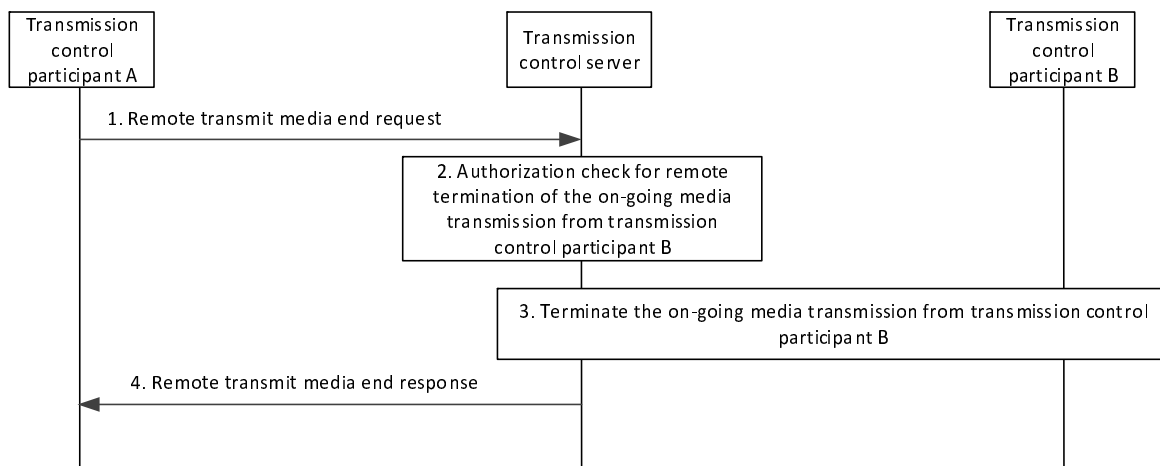 Transmission
control
participant A
Transmission
control server
Transmission
control
participant B
1. Remote transmit media end request
2. Authorization check for remote
termination of the on-going media
transmission from transmission
control participant B
3. Terminate the on-going media transmission from transmission control
participant B
4. Remote transmit media end response